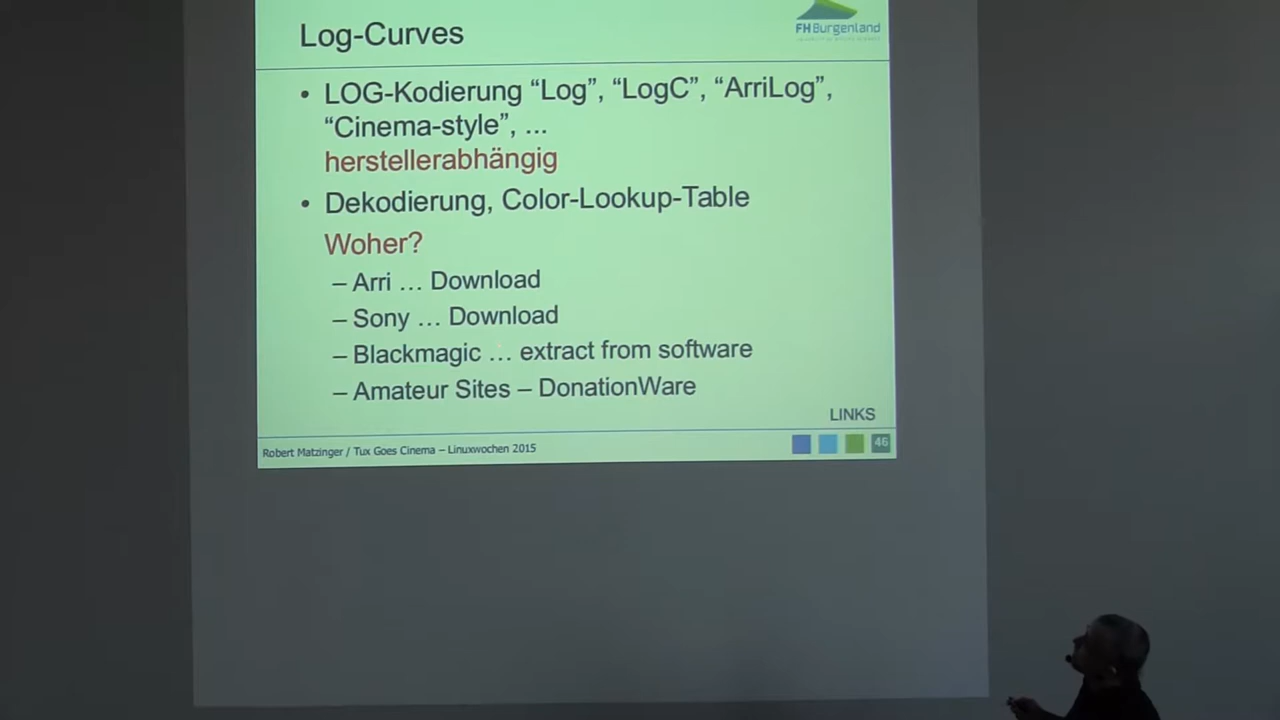 Log-Curves
FH Burgenland
• LOG-Kodierung “Log”, “LogC”, “ArriLog”,
“Cinema-style”, ...
herstellerabhängig
• Dekodierung, Color-Lookup-Table
Woher?
– Arri … Download
– Sony … Download
– Blackmagic … extract from software
– Amateur Sites – DonationWare
LINKS
Robert Matzinger / Tux Goes Cinema – Linuxwochen 2015
46